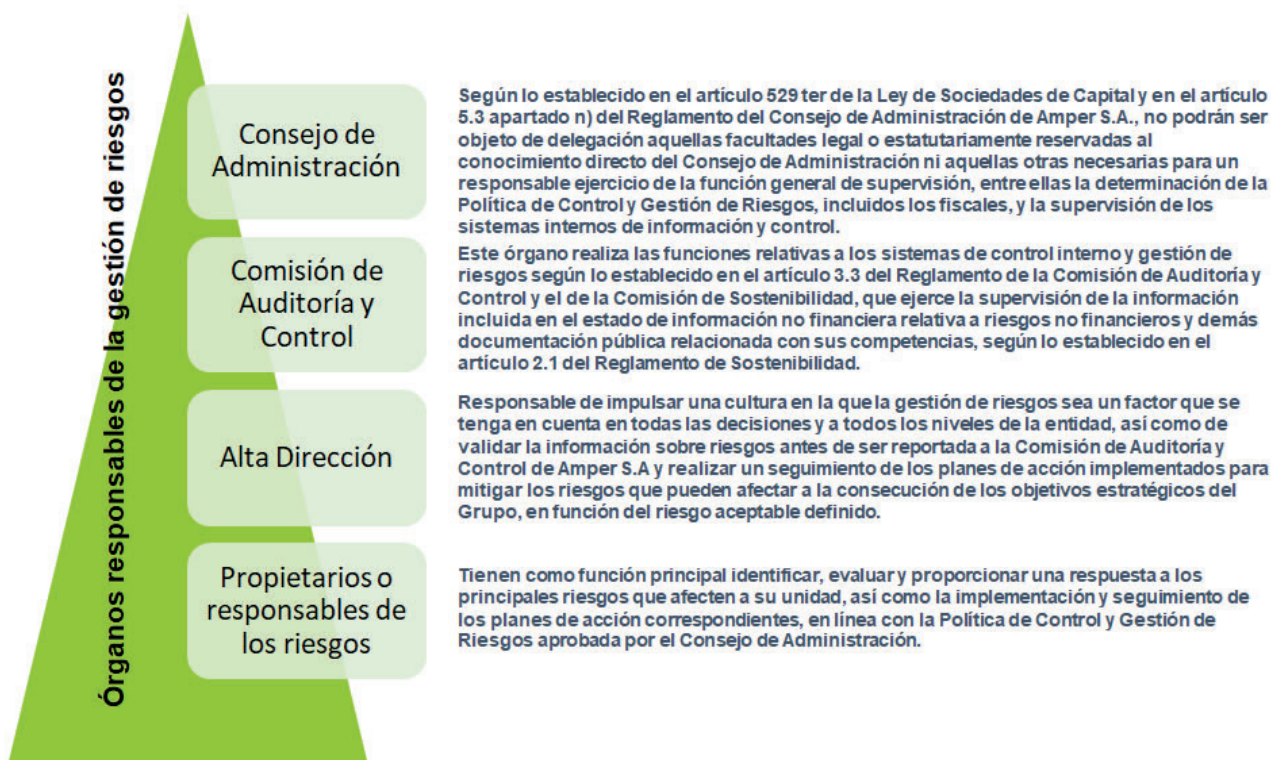 Órganos responsables de la gestión de riesgos
Consejo de
Administración
Según lo establecido en el artículo 529 ter de la Ley de Sociedades de Capital y en el artículo
5.3 apartado n) del Reglamento del Consejo de Administración de Amper S.A., no podrán ser
objeto de delegación aquellas facultades legal o estatutariamente reservadas al
conocimiento directo del Consejo de Administración ni aquellas otras necesarias para un
responsable ejercicio de la función general de supervisión, entre ellas la determinación de la
Política de Control y Gestión de Riesgos, incluidos los fiscales, y la supervisión de los
sistemas internos de información y control.
Comisión de
Auditoría y
Control
Este órgano realiza las funciones relativas a los sistemas de control interno y gestión de
riesgos según lo establecido en el artículo 3.3 del Reglamento de la Comisión de Auditoría y
Control y el de la Comisión de Sostenibilidad, que ejerce la supervisión de la información
incluida en el estado de información no financiera relativa a riesgos no financieros y demás
documentación pública relacionada con sus competencias, según lo establecido en el
artículo 2.1 del Reglamento de Sostenibilidad.
Alta Dirección
Responsable de impulsar una cultura en la que la gestión de riesgos sea un factor que se
tenga en cuenta en todas las decisiones y a todos los niveles de la entidad, así como de
validar la información sobre riesgos antes de ser reportada a la Comisión de Auditoría y
Control de Amper S.A y realizar un seguimiento de los planes de acción implementados para
mitigar los riesgos que pueden afectar a la consecución de los objetivos estratégicos del
Grupo, en función del riesgo aceptable definido.
Propietarios o
responsables de
los riesgos
Tienen como función principal identificar, evaluar y proporcionar una respuesta a los
principales riesgos que afecten a su unidad, así como la implementación y seguimiento de
los planes de acción correspondientes, en línea con la Política de Control y Gestión de
Riesgos aprobada por el Consejo de Administración.